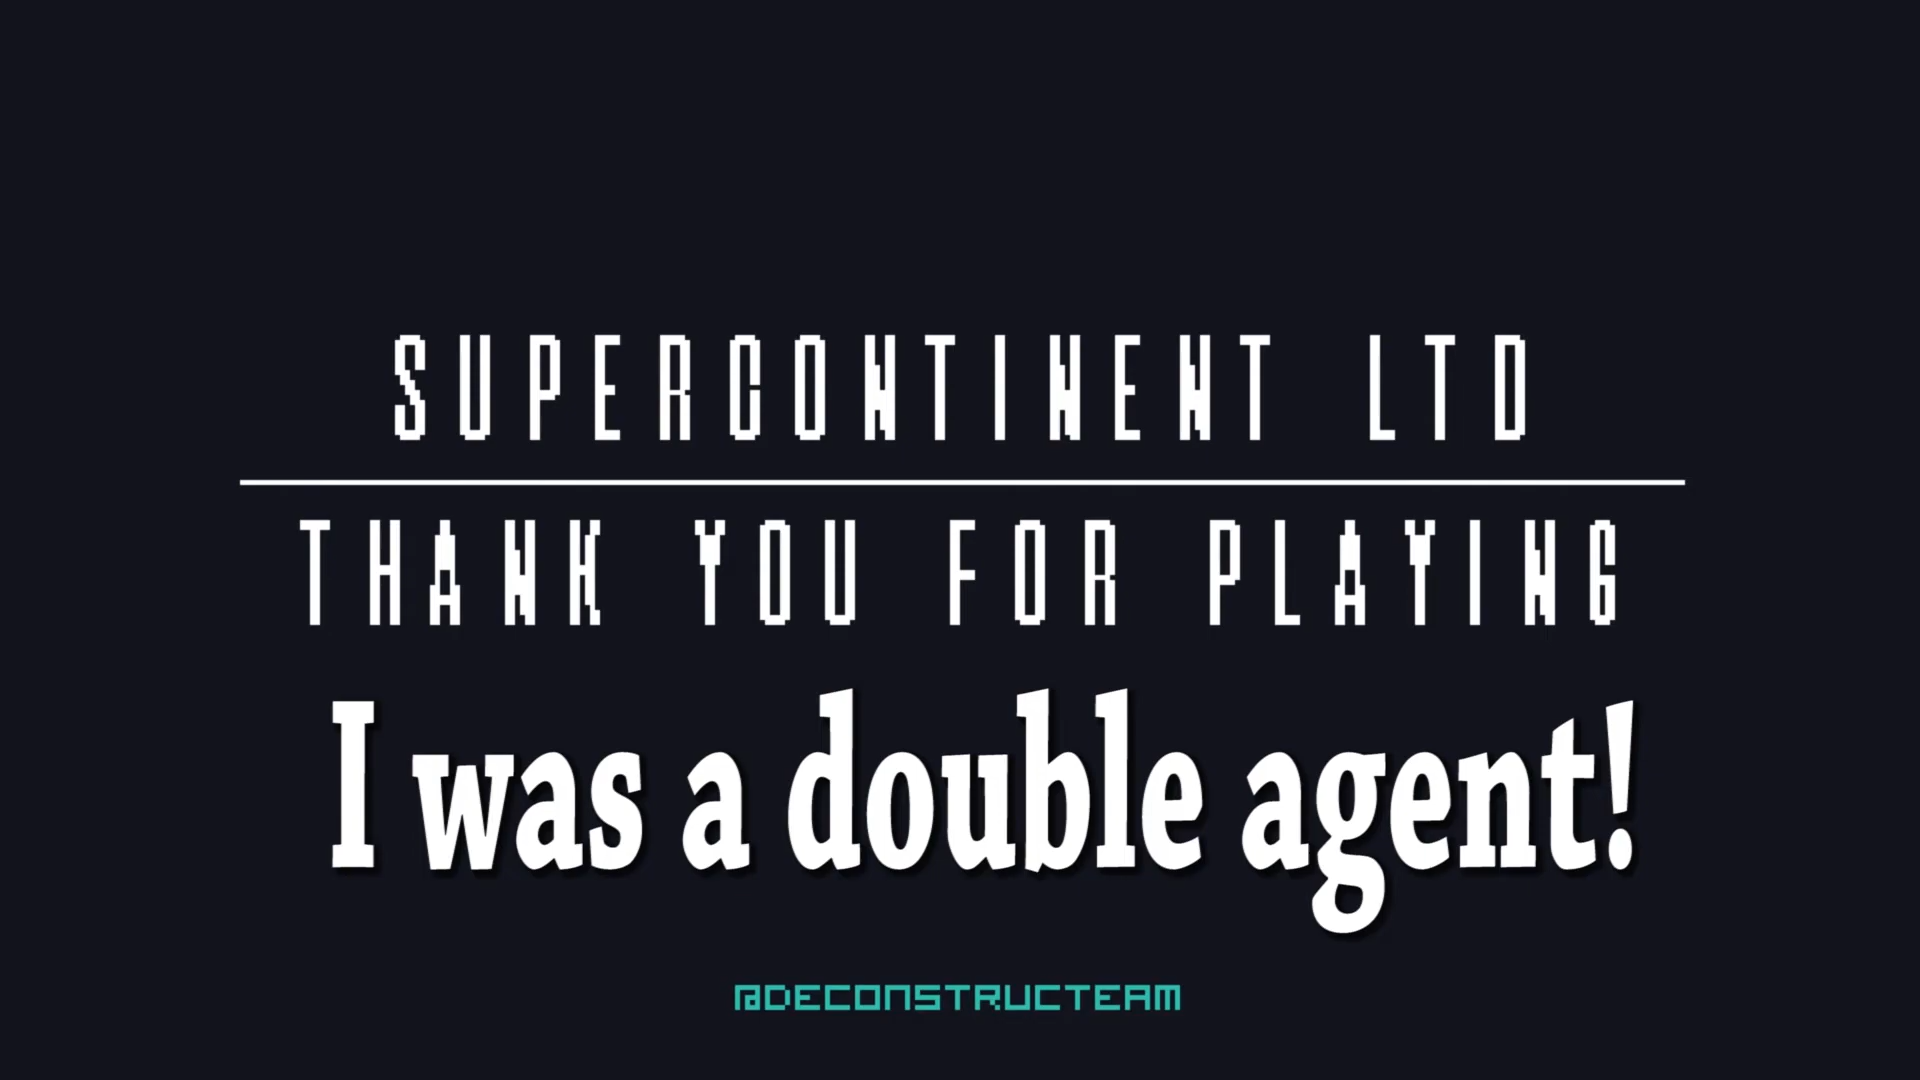 SUPERCONTINENT LTD
THANK YOU FOR PLAYING
I was a double agent!
@DECONSTRUCTEAM